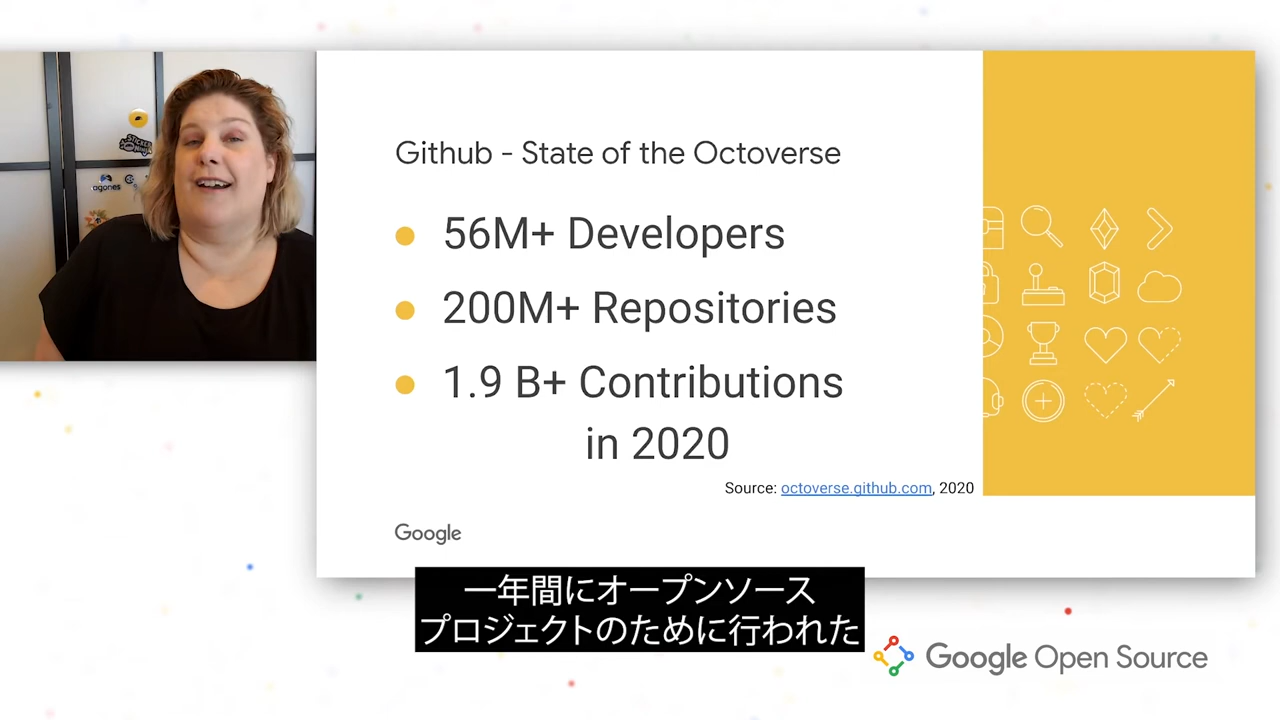 Github - State of the Octoverse
56M+ Developers
200M+ Repositories
1.9 B+ Contributions
in 2020
Source: octoverse.github.com, 2020
Google
agones
一年間にオープンソース
プロジェクトのために行われた
Google Open Source